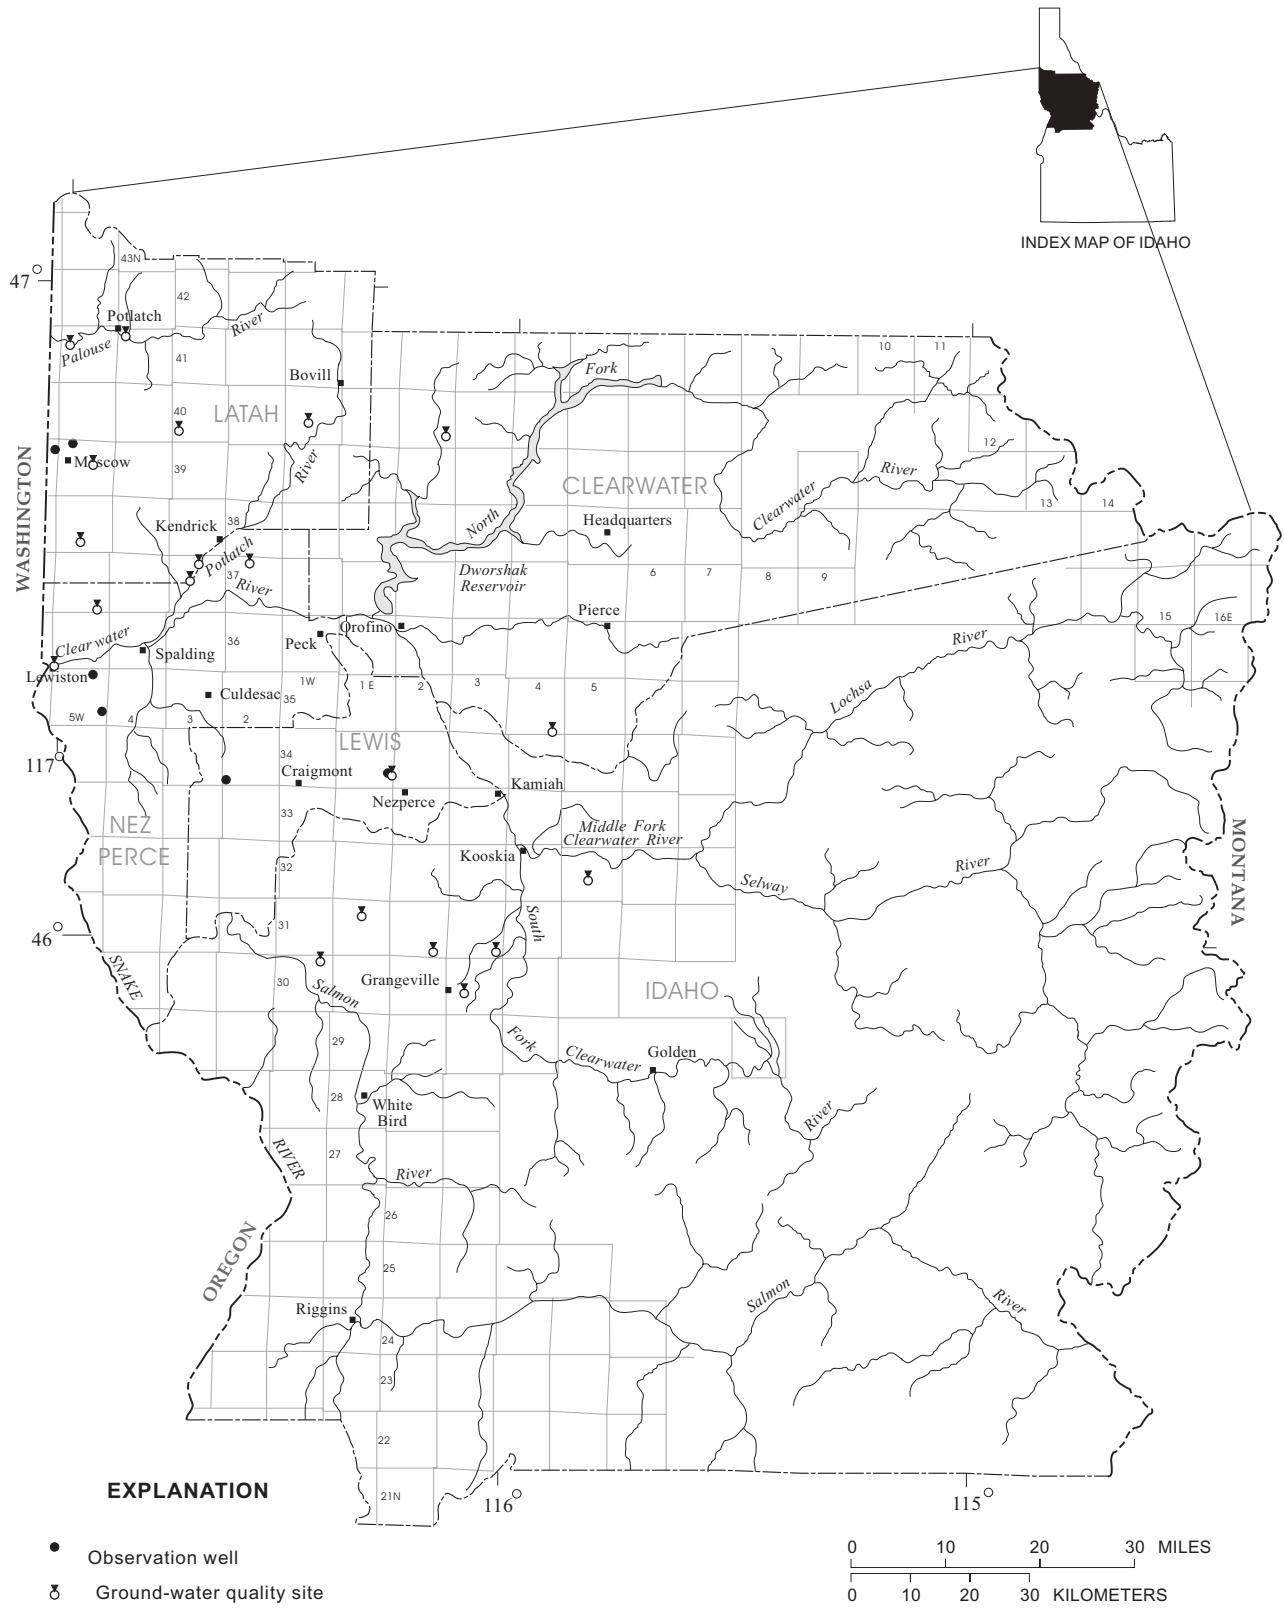 INDEX MAP OF IDAHO
47°
43N
42
Potlatch
River
Palouse
41
10
11
Fork
Bovill
40
LATAH
12
Moscow
39
River
WASHINGTON
River
CLEARWATER
Clearwater
13
14
38
Kendrick
North
Headquarters
Potlatch
37
River
Dworshak
Reservoir
6
7
8
9
Pierce
15
16E
Orofino
Clearwater
36
Peck
River
Spalding
Lewiston
Culdesac
1W
1E
2
3
4
5
35
Lochsa
5W
4
3
2
LEWIS
34
117°
Craigmont
Kamiah
Nezperce
33
NEZ
PERCE
Middle Fork
Clearwater River
Kooskia
32
River
Selway
MONTANA
31
South
46°
SNAKE
30
Grangeville
Salmon
IDAHO
29
Fork
Clearwater
Golden
28
White
Bird
River
27
RIVER
River
26
OREGON
25
Salmon
River
Riggins
24
23
22
21N
116°
115°
EXPLANATION
Observation well
Ground-water quality site
0 10 20 30 MILES
0 10 20 30 KILOMETERS